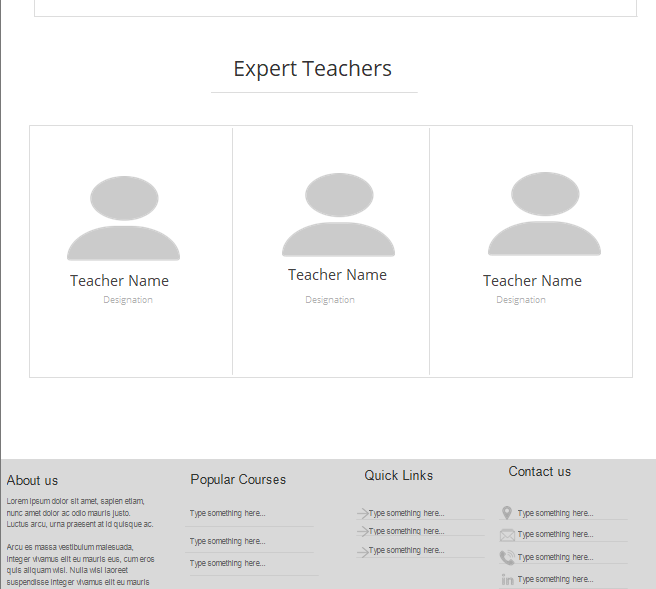 Expert Teachers
Teacher Name
Designation
Teacher Name
Designation
Teacher Name
Designation
About us
Lorem ipsum dolor sit amet, sapien etiam,
nunc amet dolor ac odio mauris justo.
Luctus arcu, urna praesent at id quisque ac.
Arcu es massa vestibulum malesuada,
integer vivamus elit eu mauris eus, cum eros
quis aliquam wisi. Nulla wisi laoreet
suspendisse integer vivamus elit eu mauris
Popular Courses
Type something here...
Type something here...
Type something here...
Quick Links
Type something here...
Type something here...
Type something here...
Contact us
Type something here...
Type something here...
Type something here...
in Type something here...